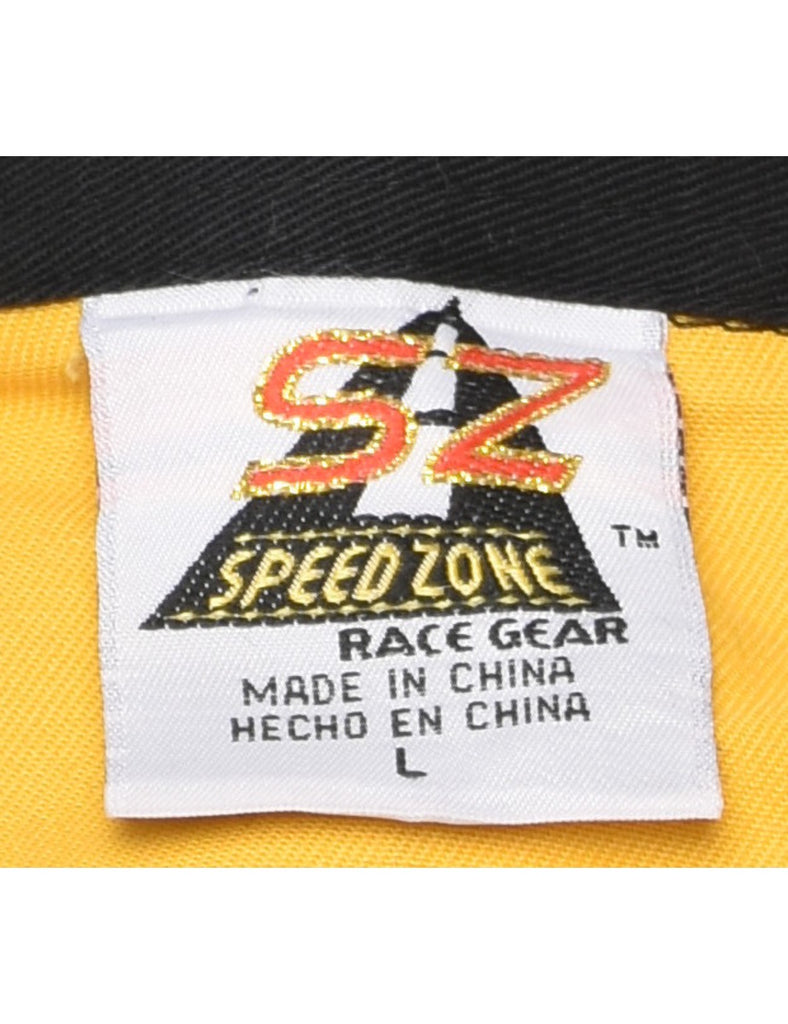 SZ
SPEED ZONE
™
RACE GEAR
MADE IN CHINA
HECHO EN CHINA
L